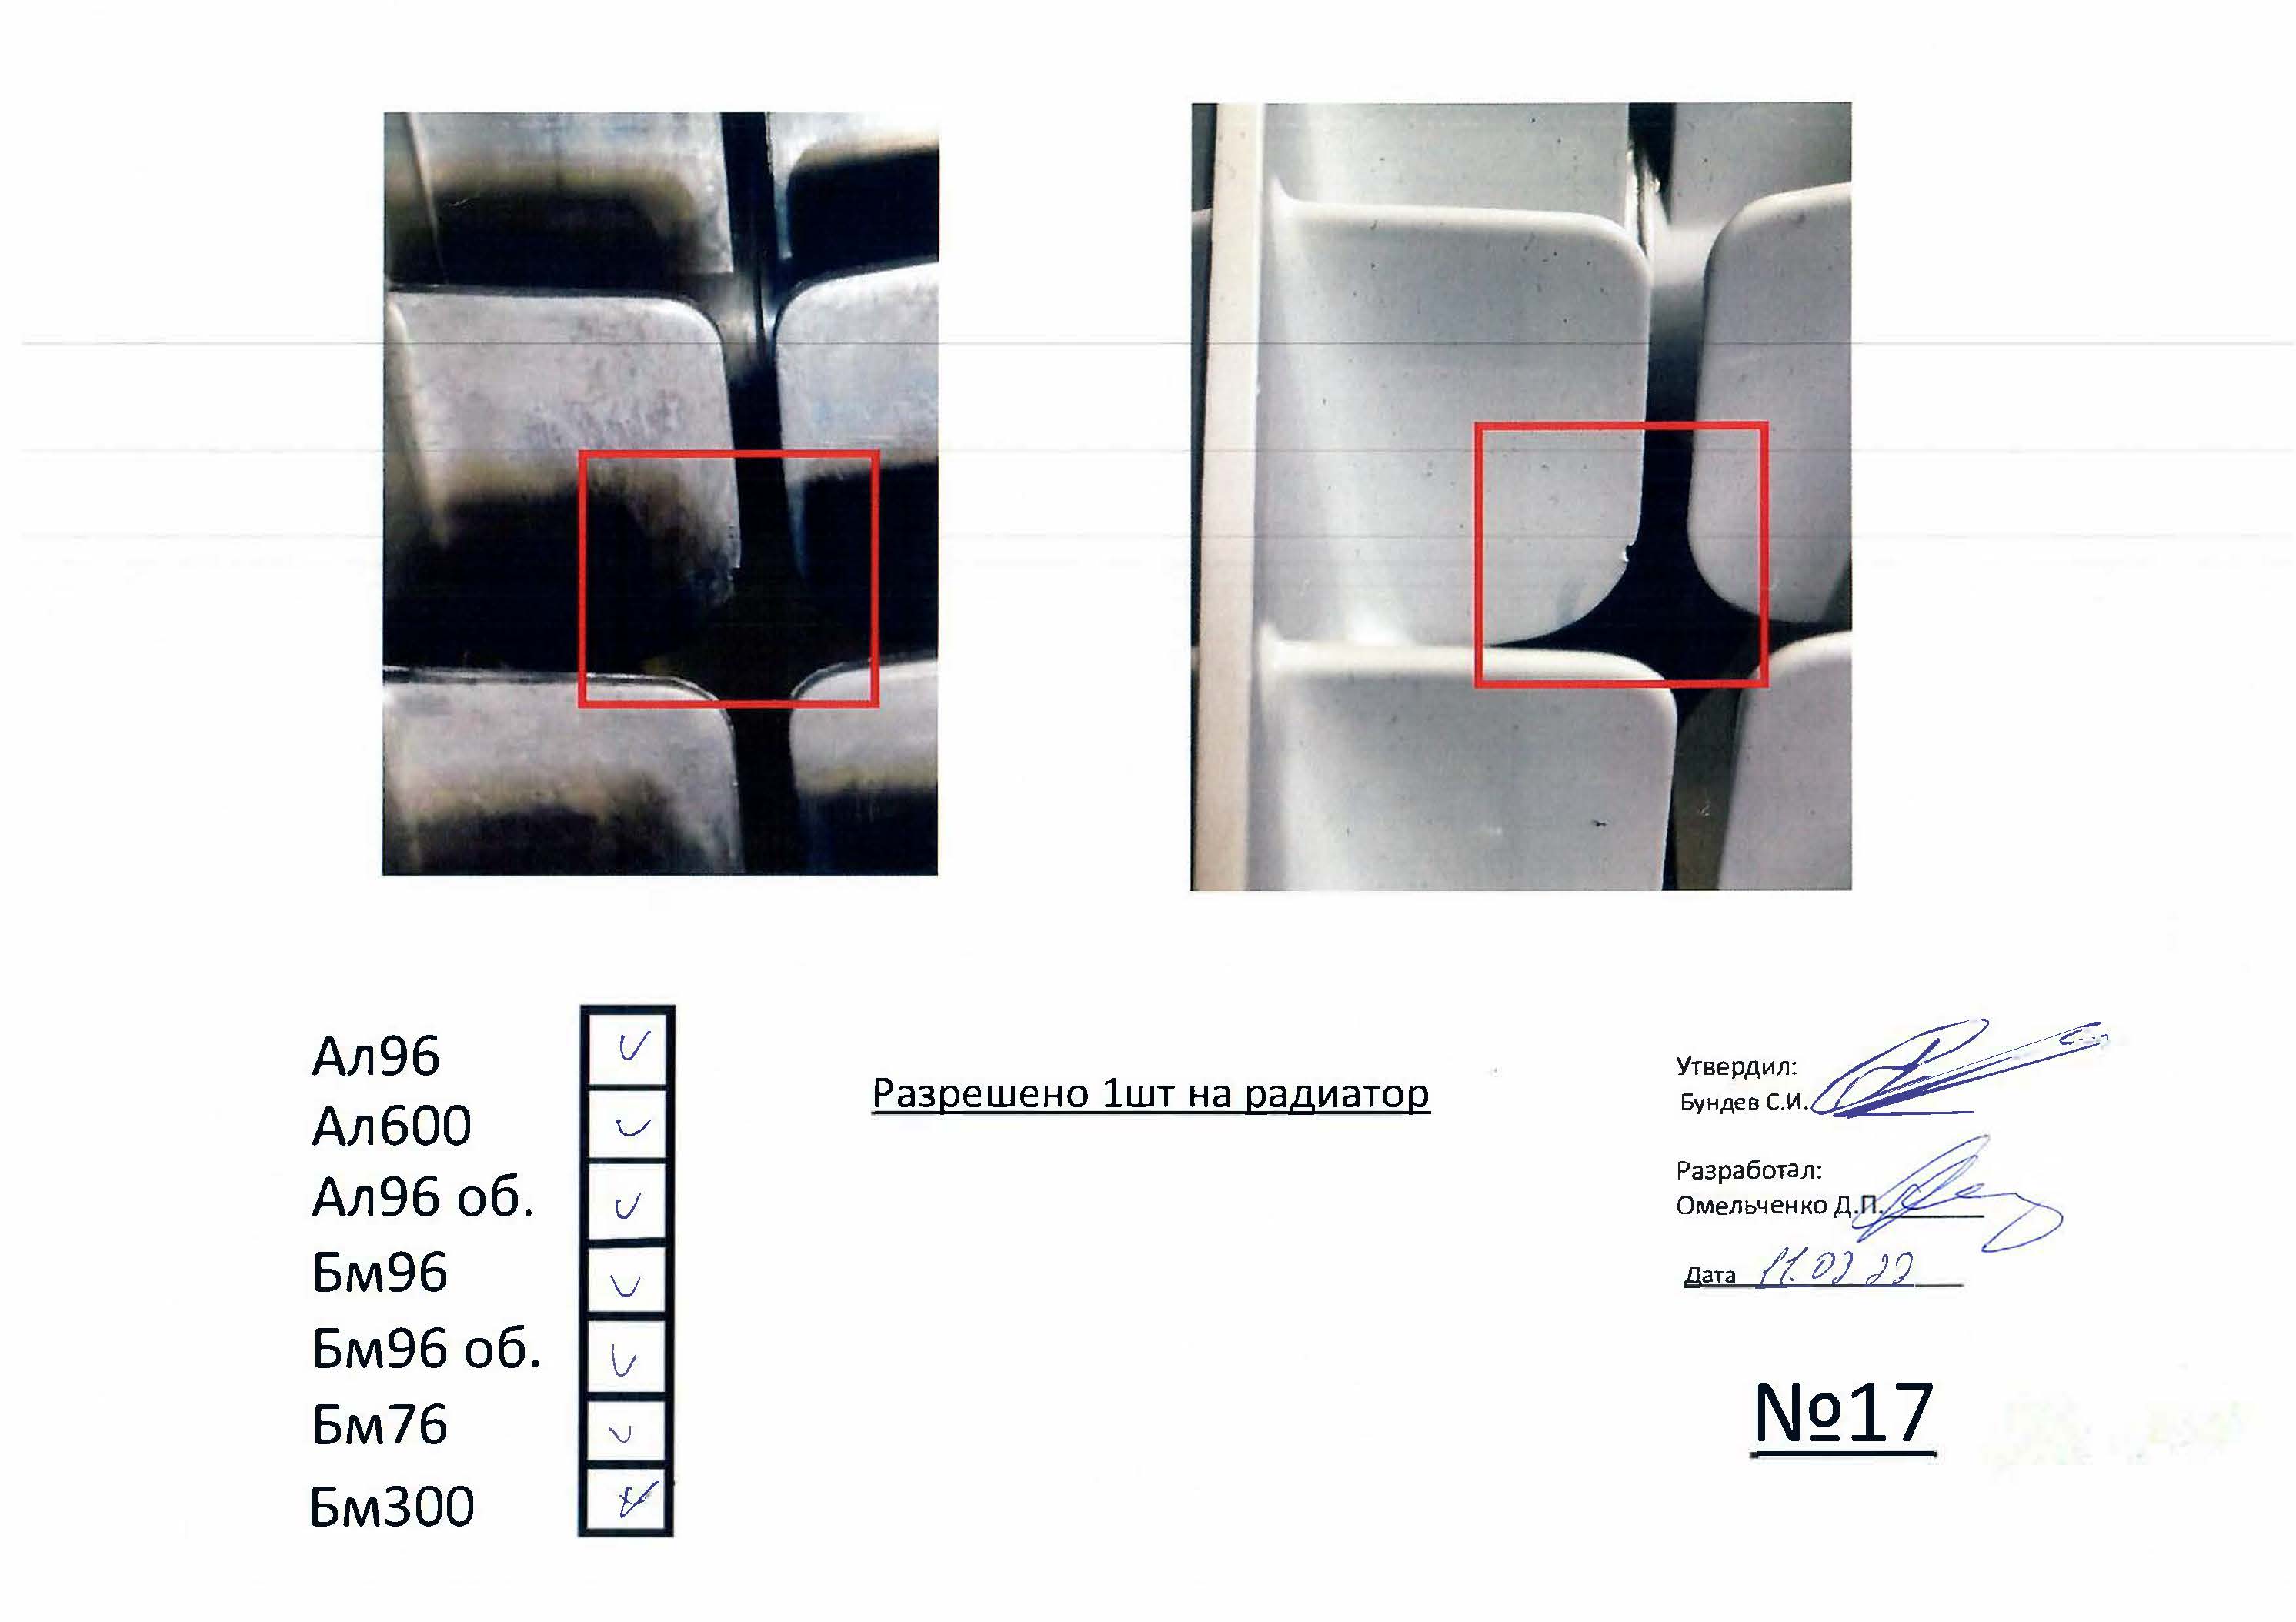 Ал96
Ал600
Ал96 об.
Бм96
Бм96 об.
Бм76
Бм300
Разрешено 1шт на радиатор
Утвердил:
Бундев С.И.
Разработал:
Омельченко Д.П.
Дата
№17